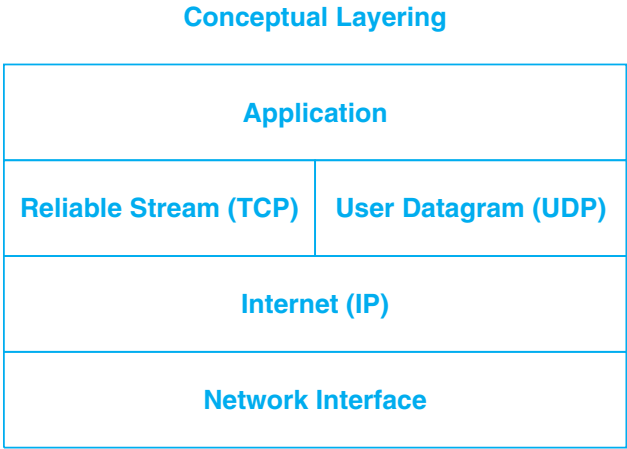 Conceptual Layering
Application
Reliable Stream (TCP)
User Datagram (UDP)
Internet (IP)
Network Interface